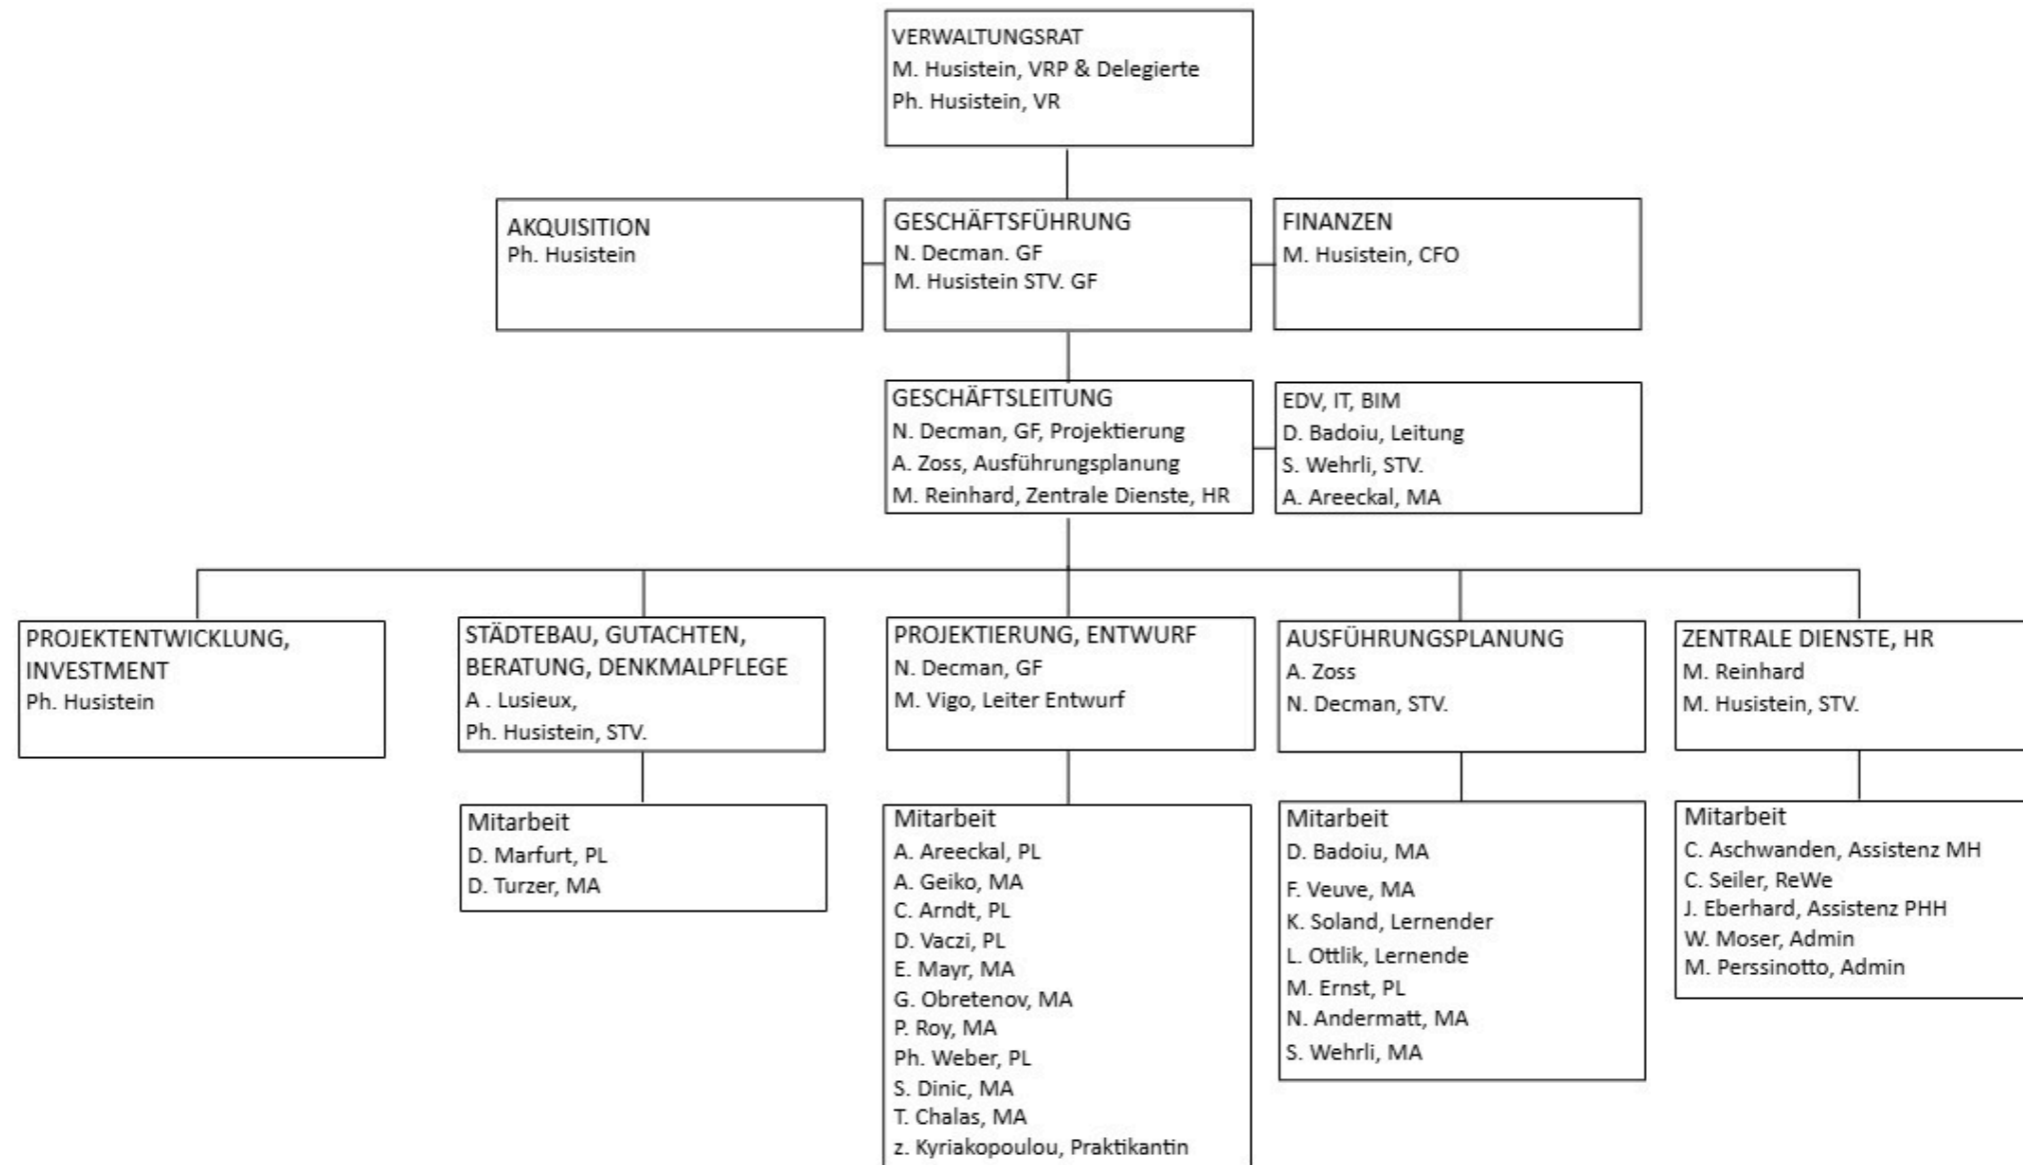 VERWALTUNGSRAT
M. Husistein, VRP & Delegierte
Ph. Husistein, VR
AKQUISITION
Ph. Husistein
GESCHÄFTSFÜHRUNG
N. Decman. GF
M. Husistein STV. GF
FINANZEN
M. Husistein, CFO
GESCHÄFTSLEITUNG
N. Decman, GF, Projektierung
A. Zoss, Ausführungsplanung
M. Reinhard, Zentrale Dienste, HR
EDV, IT, BIM
D. Badoiu, Leitung
S. Wehrli, STV.
A. Areeckal, MA
PROJEKTENTWICKLUNG,
INVESTMENT
Ph. Husistein
STÄDTEBAU, GUTACHTEN,
BERATUNG, DENKMALPFLEGE
A . Lusieux,
Ph. Husistein, STV.
PROJEKTIERUNG, ENTWURF
N. Decman, GF
M. Vigo, Leiter Entwurf
AUSFÜHRUNGSPLANUNG
A. Zoss
N. Decman, STV.
ZENTRALE DIENSTE, HR
M. Reinhard
M. Husistein, STV.
Mitarbeit
D. Marfurt, PL
D. Turzer, MA
Mitarbeit
A. Areeckal, PL
A. Geiko, MA
C. Arndt, PL
D. Vaczi, PL
E. Mayr, MA
G. Obretenov, MA
P. Roy, MA
Ph. Weber, PL
S. Dinic, MA
T. Chalas, MA
z. Kyriakopoulou, Praktikantin
Mitarbeit
D. Badoiu, MA
F. Veuve, MA
K. Soland, Lernender
L. Ottlik, Lernende
M. Ernst, PL
N. Andermatt, MA
S. Wehrli, MA
Mitarbeit
C. Aschwanden, Assistenz MH
C. Seiler, ReWe
J. Eberhard, Assistenz PHH
W. Moser, Admin
M. Perssinotto, Admin